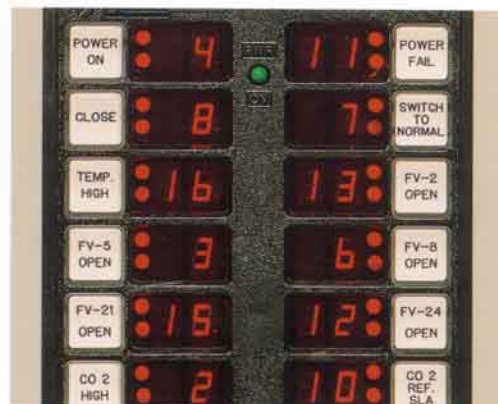 POWER
ON
4
11
POWER
FAIL
CLOSE
8
7
SWITCH
TO
NORMAL
TEMP.
HIGH
16
13
FV-2
OPEN
FV-5
OPEN
3
6
FV-8
OPEN
FV-21
OPEN
12
FV-24
OPEN
CO 2
HIGH
2
10
CO 2
REF.
SLA